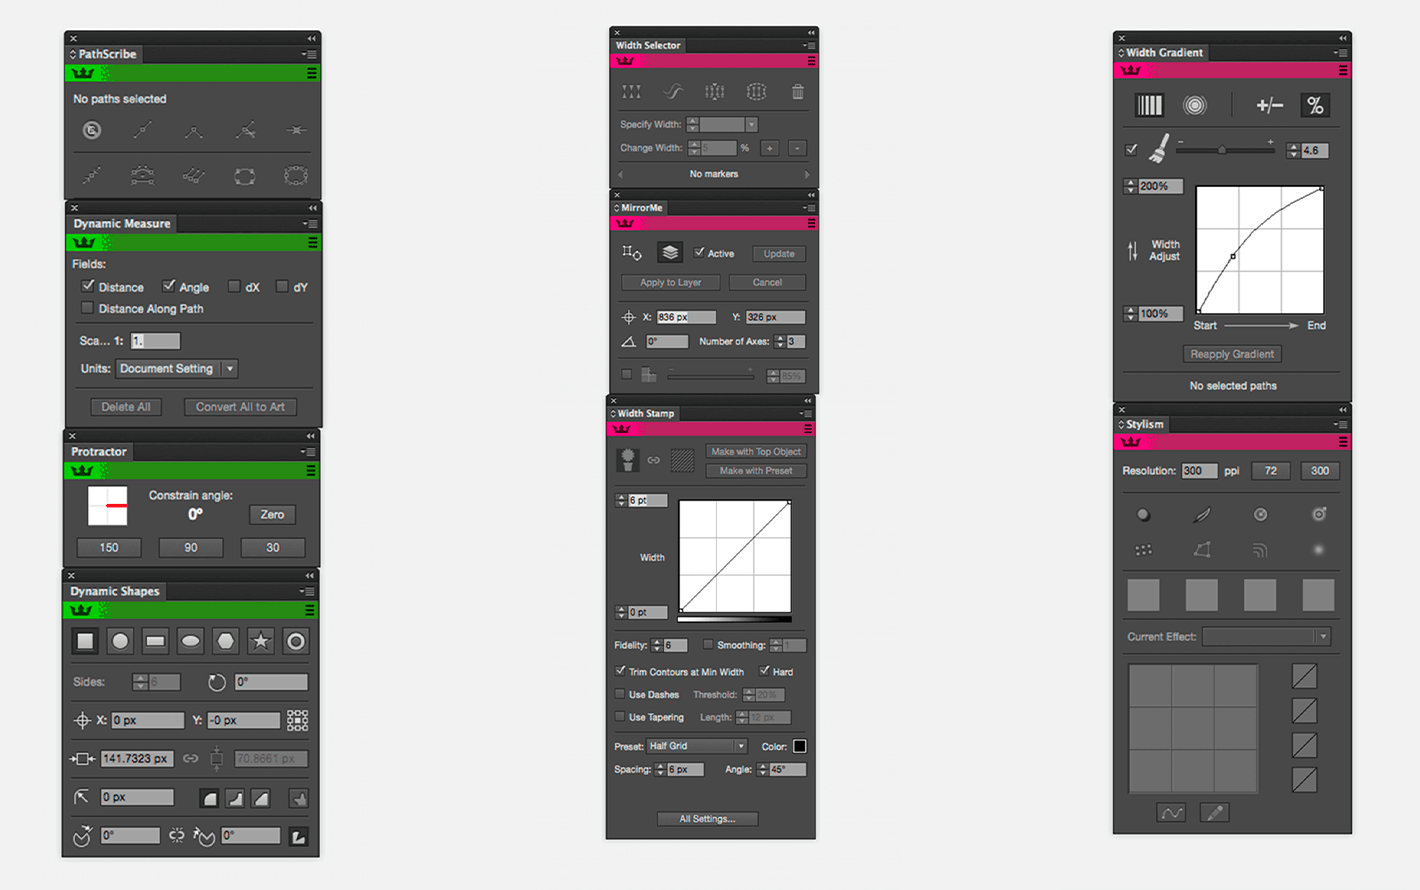 PathScribe
No paths selected
Dynamic Measure
Fields:
Distance Angle dX dY
Distance Along Path
Sca... 1: 1.
Units: Document Setting
Delete All Convert All to Art
Protractor
Constrain angle:
0° Zero
150 90 30
Dynamic Shapes
Sides: 6 0°
X: 0 px Y: -0 px
141.7323 px 70.8661 px
0 px
0° 0°
Width Selector
Specify Width:
Change Width: 5 % + -
No markers
MirrorMe
Active Update
Apply to Layer Cancel
X: 836 px Y: 326 px
0° Number of Axes: 3
85%
Width Stamp
Make with Top Object
Make with Preset
6 pt
Width
0 pt
Fidelity: 6 Smoothing: 1
Trim Contours at Min Width Hard
Use Dashes Threshold: 20%
Use Tapering Length: 12 px
Preset: Half Grid Color:
Spacing: 6 px Angle: 45°
All Settings...
Width Gradient
+/- %
- + 4.6
200%
Width
Adjust
100%
Start End
Reapply Gradient
No selected paths
Stylism
Resolution: 300 ppi 72 300
Current Effect: